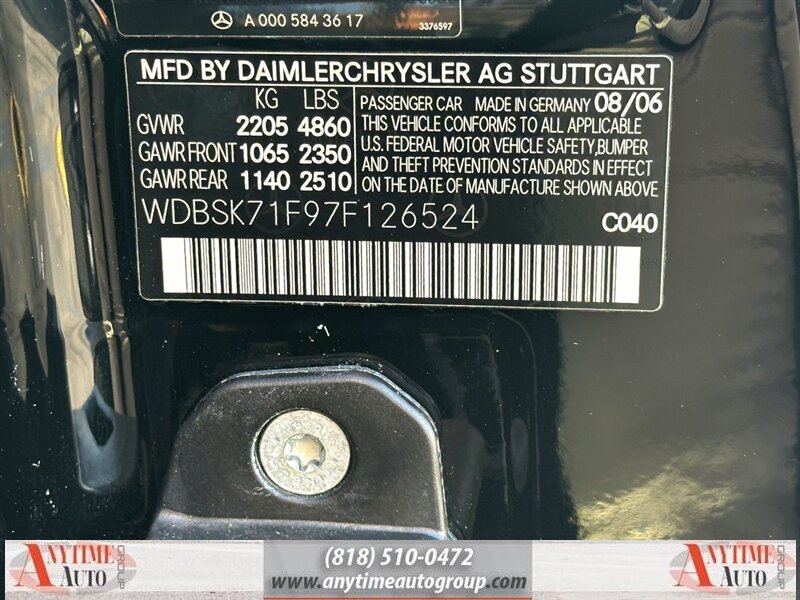 A 000 584 36 17
3376597
MFD BY DAIMLERCHRYSLER AG STUTTGART
KG LBS
GVWR 2205 4860
GAWR FRONT 1065 2350
GAWR REAR 1140 2510
PASSENGER CAR MADE IN GERMANY 08/06
THIS VEHICLE CONFORMS TO ALL APPLICABLE
U.S. FEDERAL MOTOR VEHICLE SAFETY, BUMPER
AND THEFT PREVENTION STANDARDS IN EFFECT
ON THE DATE OF MANUFACTURE SHOWN ABOVE
WDBSK71F97F126524
C040
ANYTIME AUTO GROUP
(818) 510-0472
www.anytimeautogroup.com
ANYTIME AUTO GROUP